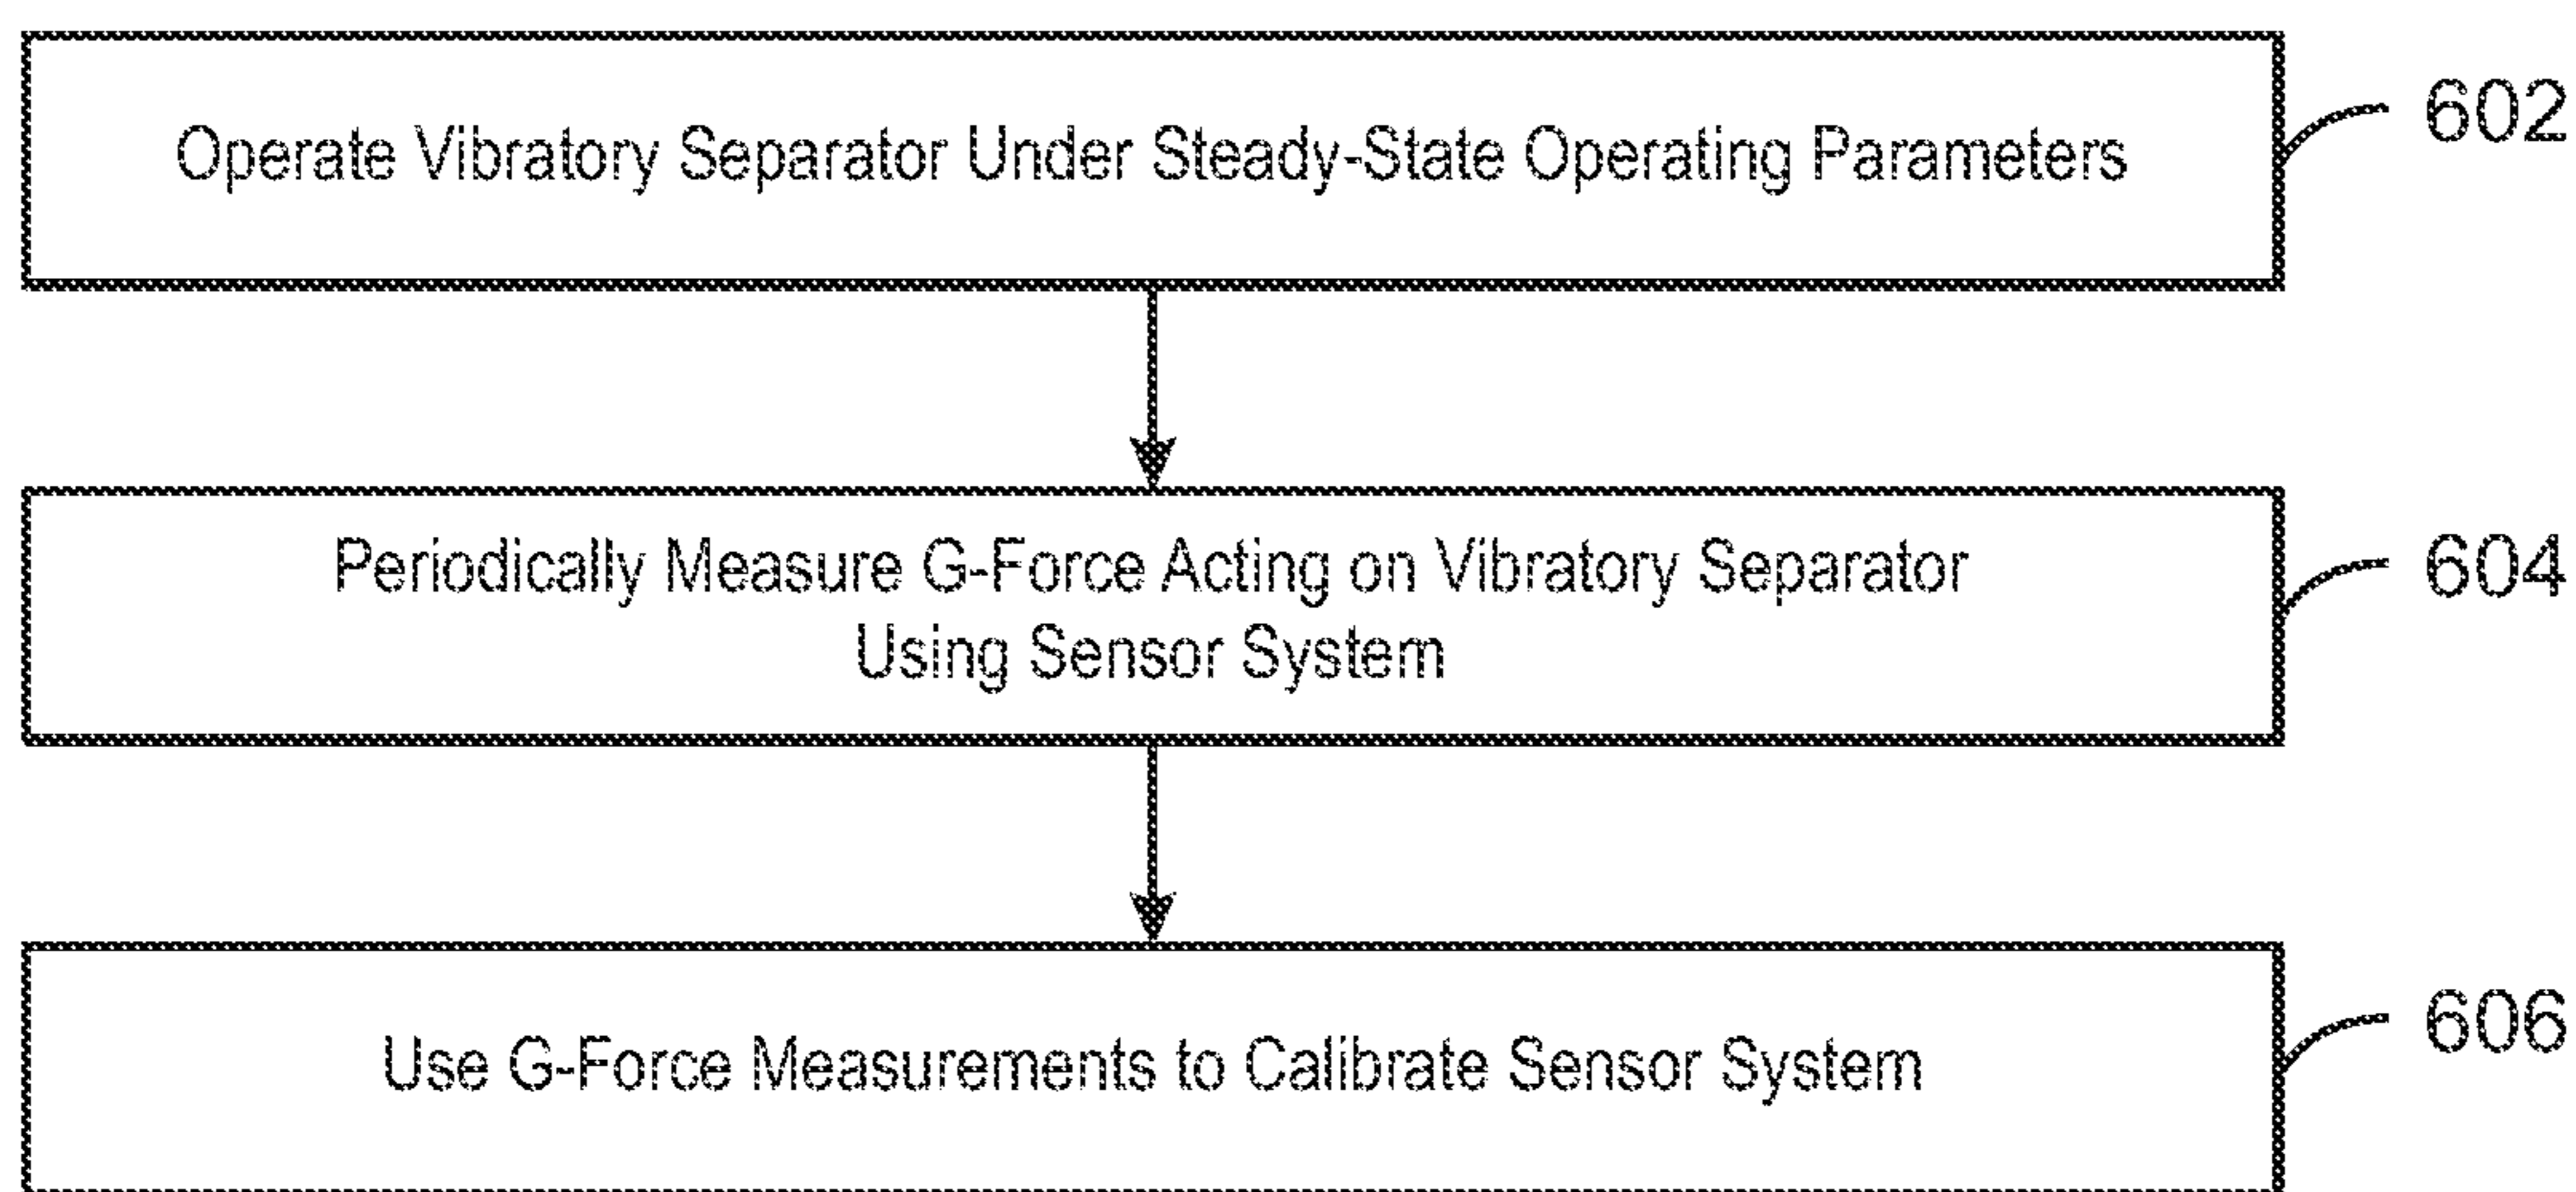 Operate Vibratory Separator Under Steady-State Operating Parameters
602
Periodically Measure G-Force Acting on Vibratory Separator
Using Sensor System
604
Use G-Force Measurements to Calibrate Sensor System
606